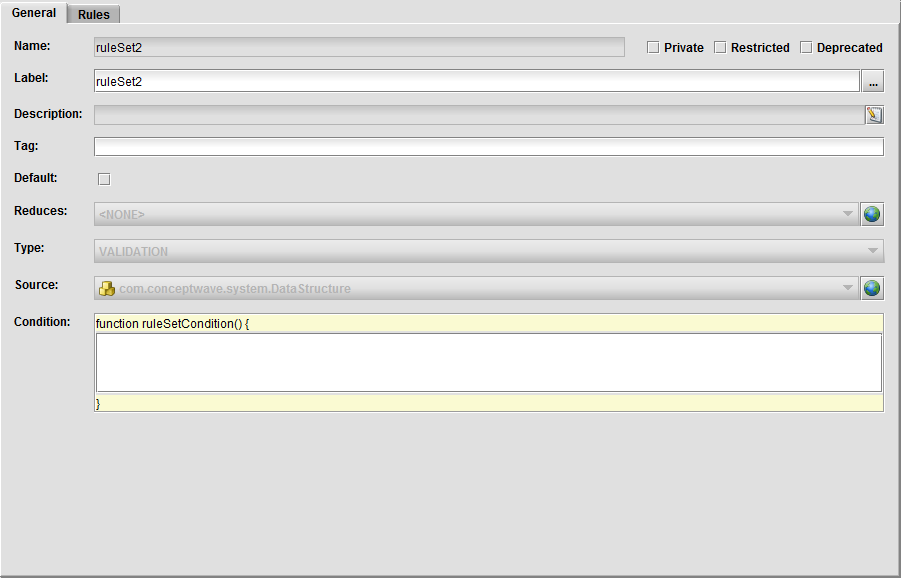 General Rules
Name: ruleSet2 Private Restricted Deprecated
Label: ruleSet2 ...
Description:
Tag:
Default:
Reduces: <NONE>
Type: VALIDATION
Source: com.conceptwave.system.DataStructure
Condition: function ruleSetCondition() {
}